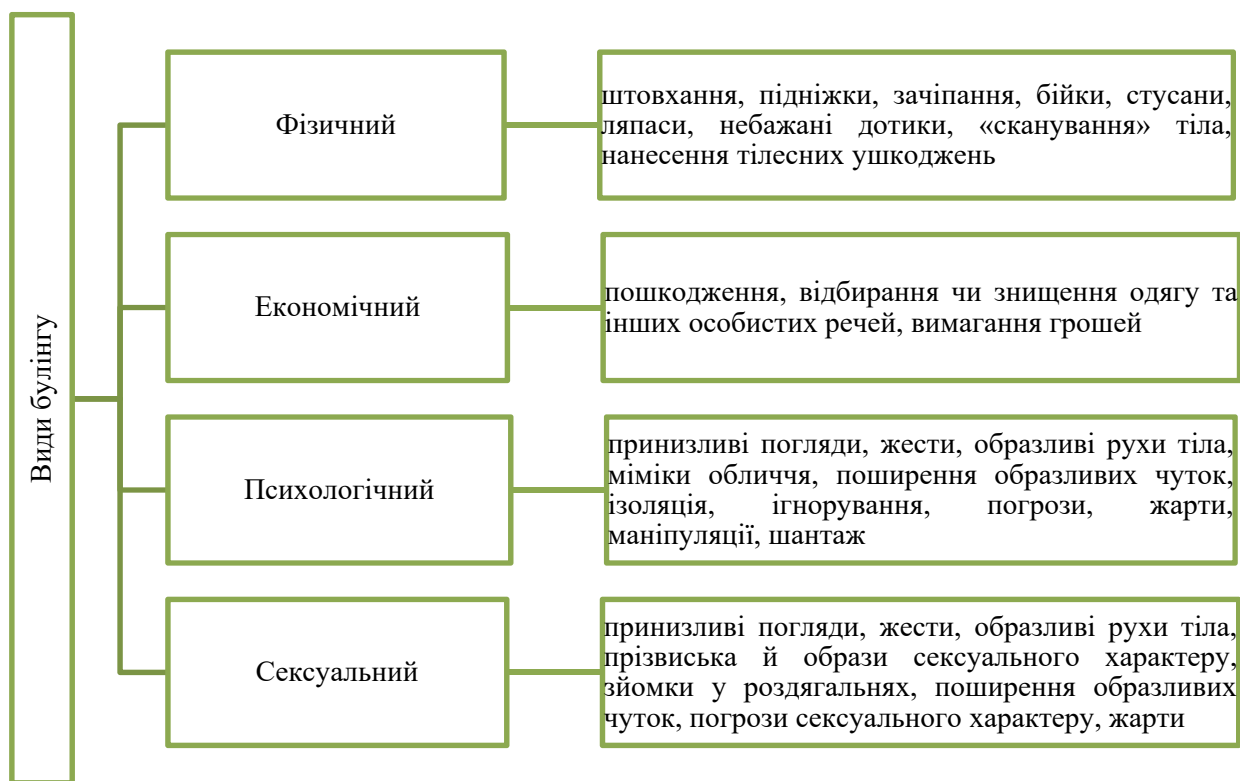 Види булінгу
Фізичний
штовхання, підніжки, зачіпання, бійки, стусани,
ляпаси, небажані дотики, «сканування» тіла,
нанесення тілесних ушкоджень
Економічний
пошкодження, відбирання чи знищення одягу та
інших особистих речей, вимагання грошей
Психологічний
принизливі погляди, жести, образливі рухи тіла,
міміки обличчя, поширення образливих чуток,
ізоляція, ігнорування, погрози, жарти,
маніпуляції, шантаж
Сексуальний
принизливі погляди, жести, образливі рухи тіла,
прізвиська й образи сексуального характеру,
зйомки у роздягальнях, поширення образливих
чуток, погрози сексуального характеру, жарти